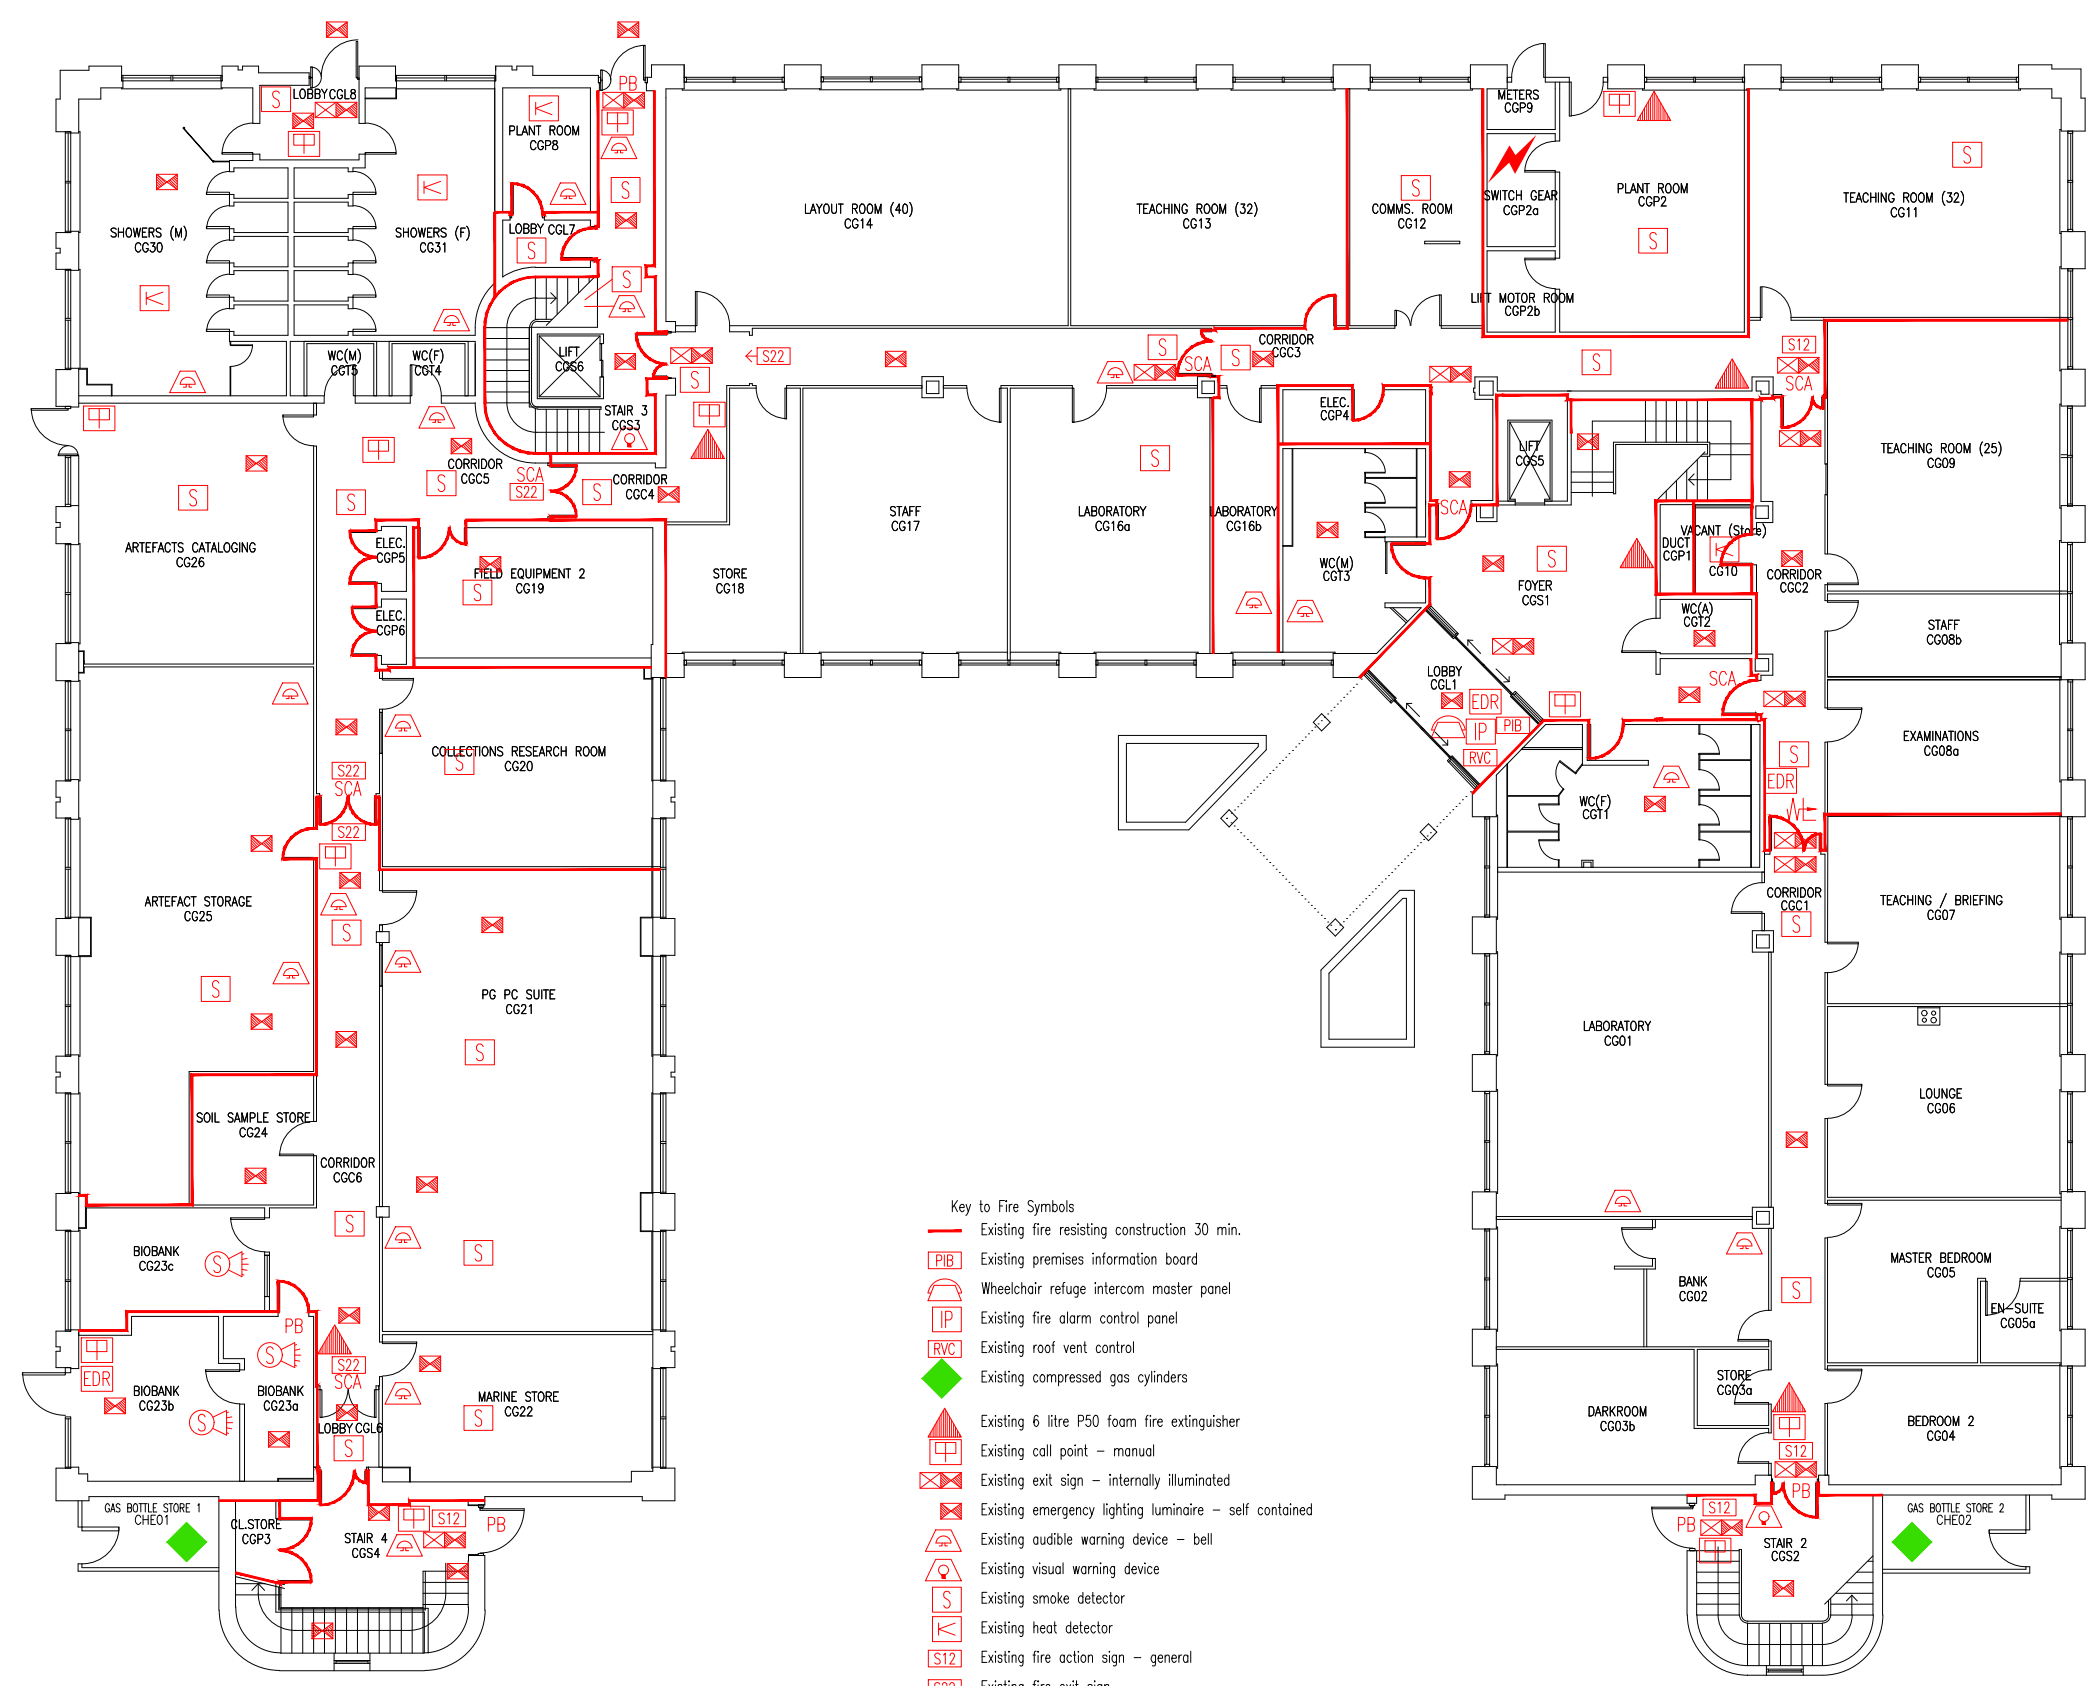 PB
LOBBY CGL8
S
METERS
CGP9
PLANT ROOM
CGP8
S
S
S
SWITCH GEAR
CGP2a
PLANT ROOM
CGP2
TEACHING ROOM (32)
CG11
LAYOUT ROOM (40)
CG14
TEACHING ROOM (32)
CG13
COMMS. ROOM
CG12
SHOWERS (M)
CG30
SHOWERS (F)
CG31
LOBBY CGL7
S
S
S
LIFT MOTOR ROOM
CGP2b
WC(M)
CGT5
WC(F)
CGT4
LIFT
CGS6
S22
S
S
SCA
S
CORRIDOR
CGC3
S
S12
SCA
STAIR 3
CGS3
ELEC.
CGP4
LIFT
CGS5
TEACHING ROOM (25)
CG09
S
S
S
CORRIDOR
CGC5
SCA
S22
S
CORRIDOR
CGC4
S
SCA
STAFF
CG17
LABORATORY
CG16a
LABORATORY
CG16b
VACANT (Store)
CG10
DUCT
CGP1
ARTEFACTS CATALOGING
CG26
ELEC.
CGP5
FIELD EQUIPMENT 2
CG19
S
STORE
CG18
WC(M)
CGT3
S
FOYER
CGS1
CORRIDOR
CGC2
ELEC.
CGP6
WC(A)
CGT2
STAFF
CG08b
LOBBY
CGL1
EDR
IP
PIB
RVC
SCA
EXAMINATIONS
CG08a
S
EDR
COLLECTIONS RESEARCH ROOM
CG20
S
S22
SCA
S22
WC(F)
CGT1
ARTEFACT STORAGE
CG25
S
S
CORRIDOR
CGC1
S
TEACHING / BRIEFING
CG07
PG PC SUITE
CG21
S
S
LABORATORY
CG01
LOUNGE
CG06
SOIL SAMPLE STORE
CG24
CORRIDOR
CGC6
S
BIOBANK
CG23c
S
MASTER BEDROOM
CG05
S
EN-SUITE
CG05a
BANK
CG02
PB
S22
SCA
S
EDR
BIOBANK
CG23b
S
BIOBANK
CG23a
LOBBY CGL6
S
MARINE STORE
CG22
S
STORE
CG03a
DARKROOM
CG03b
BEDROOM 2
CG04
S12
PB
GAS BOTTLE STORE 1
CHE01
CL.STORE
CGP3
STAIR 4
CGS4
S12
PB
S12
PB
STAIR 2
CGS2
GAS BOTTLE STORE 2
CHE02
Key to Fire Symbols
Existing fire resisting construction 30 min.
PIB Existing premises information board
Wheelchair refuge intercom master panel
IP Existing fire alarm control panel
RVC Existing roof vent control
Existing compressed gas cylinders
Existing 6 litre P50 foam fire extinguisher
Existing call point - manual
Existing exit sign - internally illuminated
Existing emergency lighting luminaire - self contained
Existing audible warning device - bell
Existing visual warning device
S Existing smoke detector
Existing heat detector
S12 Existing fire action sign - general
S22 Existing fire exit sign